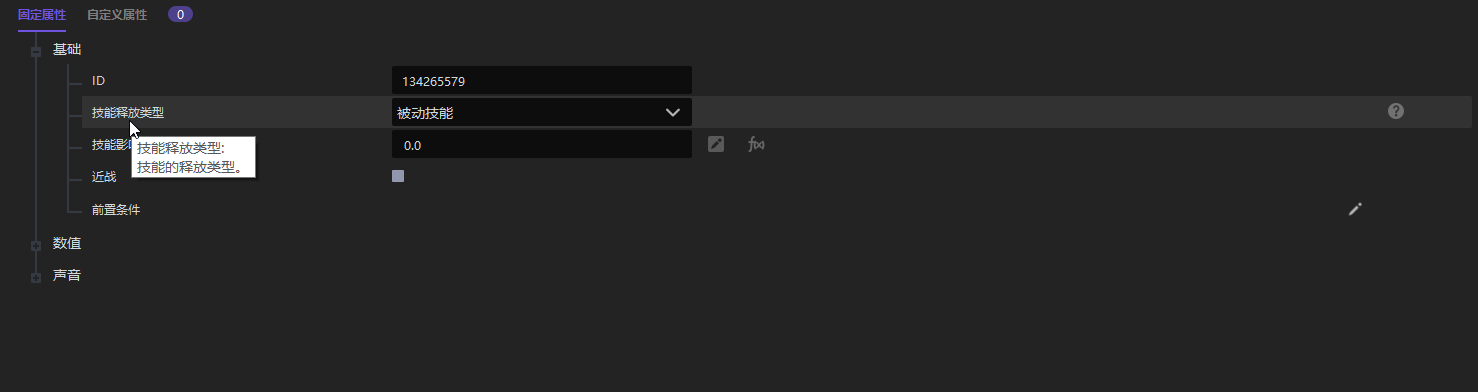 固定属性 自定义属性 0
基础
ID 134265579
技能释放类型 被动技能 ?
技能影 0.0 f(x)
技能释放类型:
技能的释放类型。
近战
前置条件
数值
声音